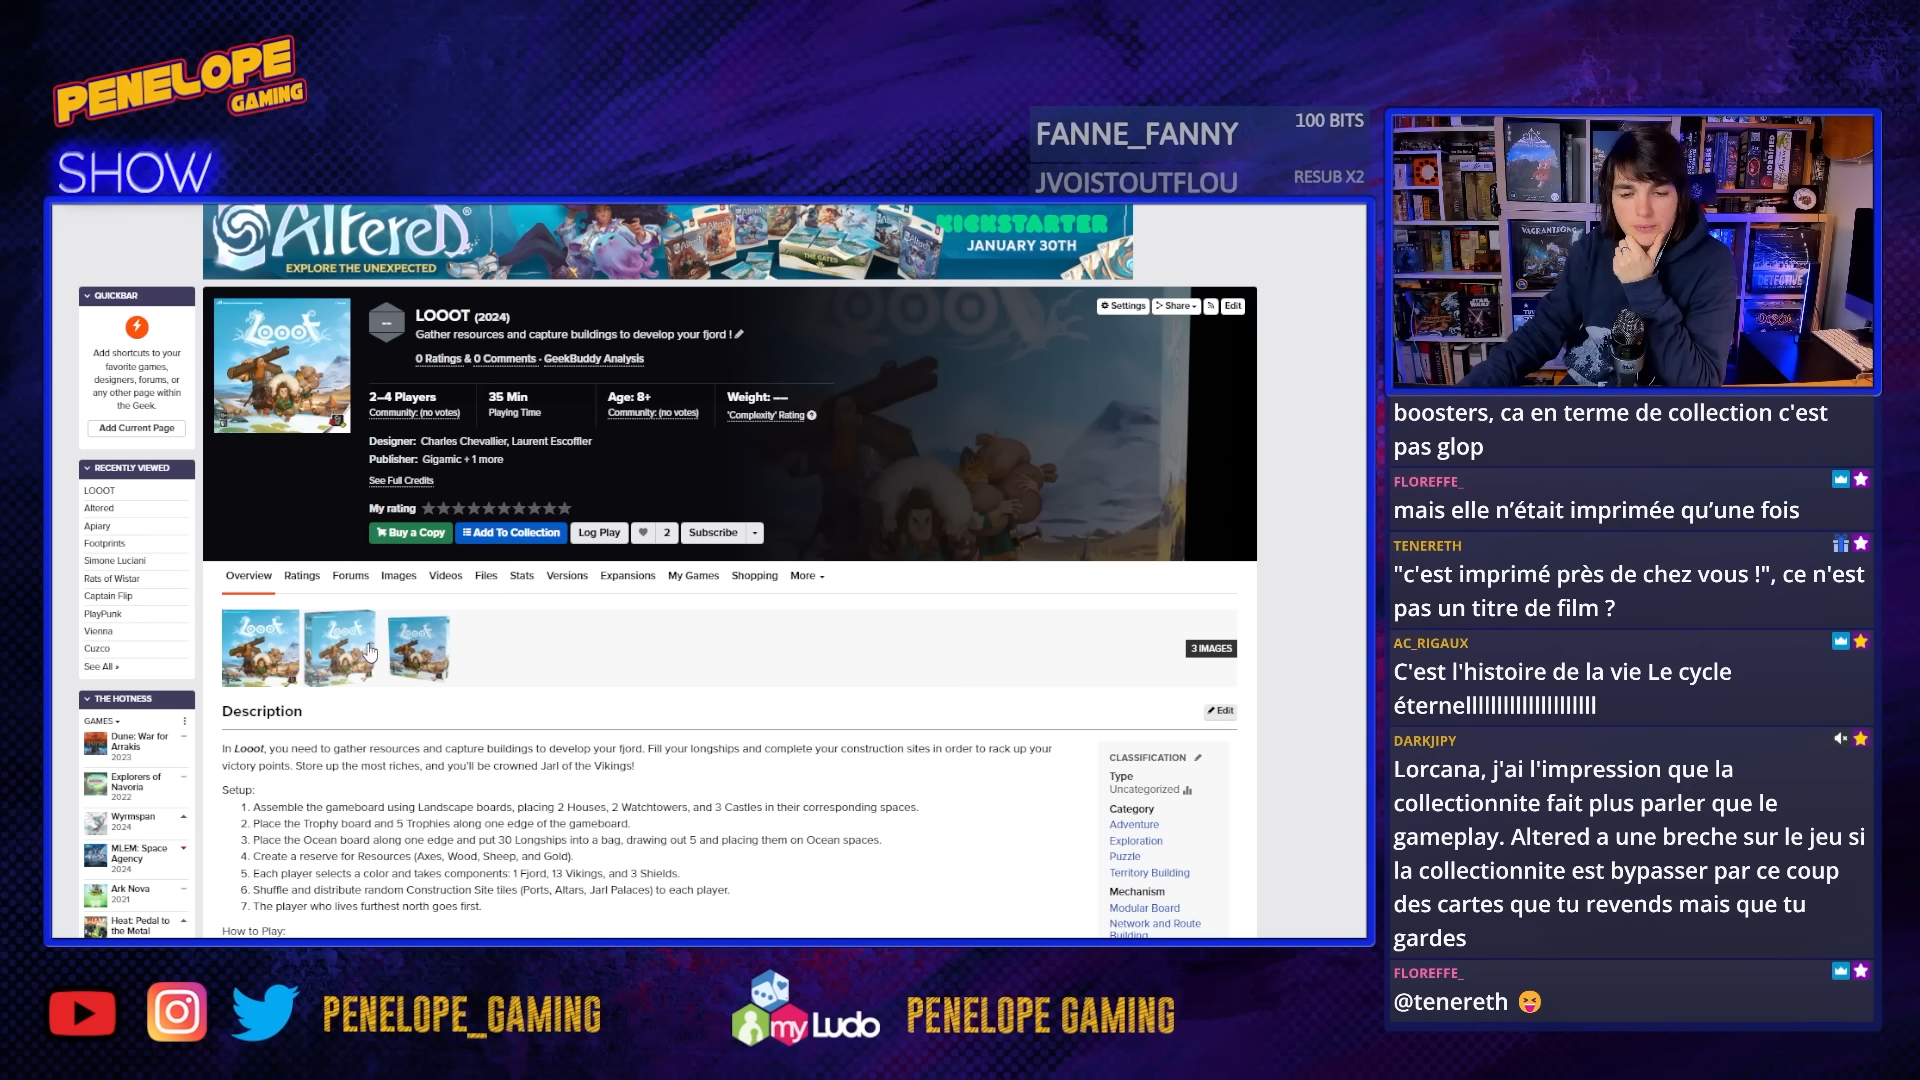 PENELOPE
GAMING
SHOW
FANNE_FANNY 100 BITS
JVOISTOUTFLOU RESUB X2
ALTERED
EXPLORE THE UNEXPECTED
KICKSTARTER
JANUARY 30TH
QUICKBAR
Add shortcuts to your
favorite games,
designers, forums, or
any other page within
the Geek.
Add Current Page
RECENTLY VIEWED
LOOOT
Altered
Apiary
Footprints
Simone Luciani
Rats of Wistar
Captain Flip
PlayPunk
Vienna
Cuzco
See All »
THE HOTNESS
GAMES
Dune: War for
Arrakis
2023
Explorers of
Navoria
2022
Wyrmspan
2024
MLEM: Space
Agency
2024
Ark Nova
2021
Heat: Pedal to
the Metal
Looot
LOOOT (2024)
Gather resources and capture buildings to develop your fjord !
0 Ratings & 0 Comments · GeekBuddy Analysis
Settings Share Edit
2–4 Players 35 Min Age: 8+ Weight: ---
Community: (no votes) Playing Time Community: (no votes) 'Complexity' Rating
Designer: Charles Chevallier, Laurent Escoffier
Publisher: Gigamic + 1 more
See Full Credits
My rating
Buy a Copy Add To Collection Log Play 2 Subscribe
Overview Ratings Forums Images Videos Files Stats Versions Expansions My Games Shopping More
Looot Looot Looot
3 IMAGES
Description Edit
In Looot, you need to gather resources and capture buildings to develop your fjord. Fill your longships and complete your construction sites in order to rack up your
victory points. Store up the most riches, and you'll be crowned Jarl of the Vikings!
Setup:
1. Assemble the gameboard using Landscape boards, placing 2 Houses, 2 Watchtowers, and 3 Castles in their corresponding spaces.
2. Place the Trophy board and 5 Trophies along one edge of the gameboard.
3. Place the Ocean board along one edge and put 30 Longships into a bag, drawing out 5 and placing them on Ocean spaces.
4. Create a reserve for Resources (Axes, Wood, Sheep, and Gold).
5. Each player selects a color and takes components: 1 Fjord, 13 Vikings, and 3 Shields.
6. Shuffle and distribute random Construction Site tiles (Ports, Altars, Jarl Palaces) to each player.
7. The player who lives furthest north goes first.
How to Play:
CLASSIFICATION
Type
Uncategorized
Category
Adventure
Exploration
Puzzle
Territory Building
Mechanism
Modular Board
Network and Route
Building
VAGRANTSONG
DETECTIVE
STAR WARS
boosters, ca en terme de collection c'est
pas glop
FLOREFFE_
mais elle n’était imprimée qu’une fois
TENERETH
"c'est imprimé près de chez vous !", ce n'est
pas un titre de film ?
AC_RIGAUX
C'est l'histoire de la vie Le cycle
éternelllllllllllllllllllll
DARKJIPY
Lorcana, j'ai l'impression que la
collectionnite fait plus parler que le
gameplay. Altered a une breche sur le jeu si
la collectionnite est bypasser par ce coup
des cartes que tu revends mais que tu
gardes
FLOREFFE_
@tenereth 😝
PENELOPE_GAMING
myLudo
PENELOPE GAMING